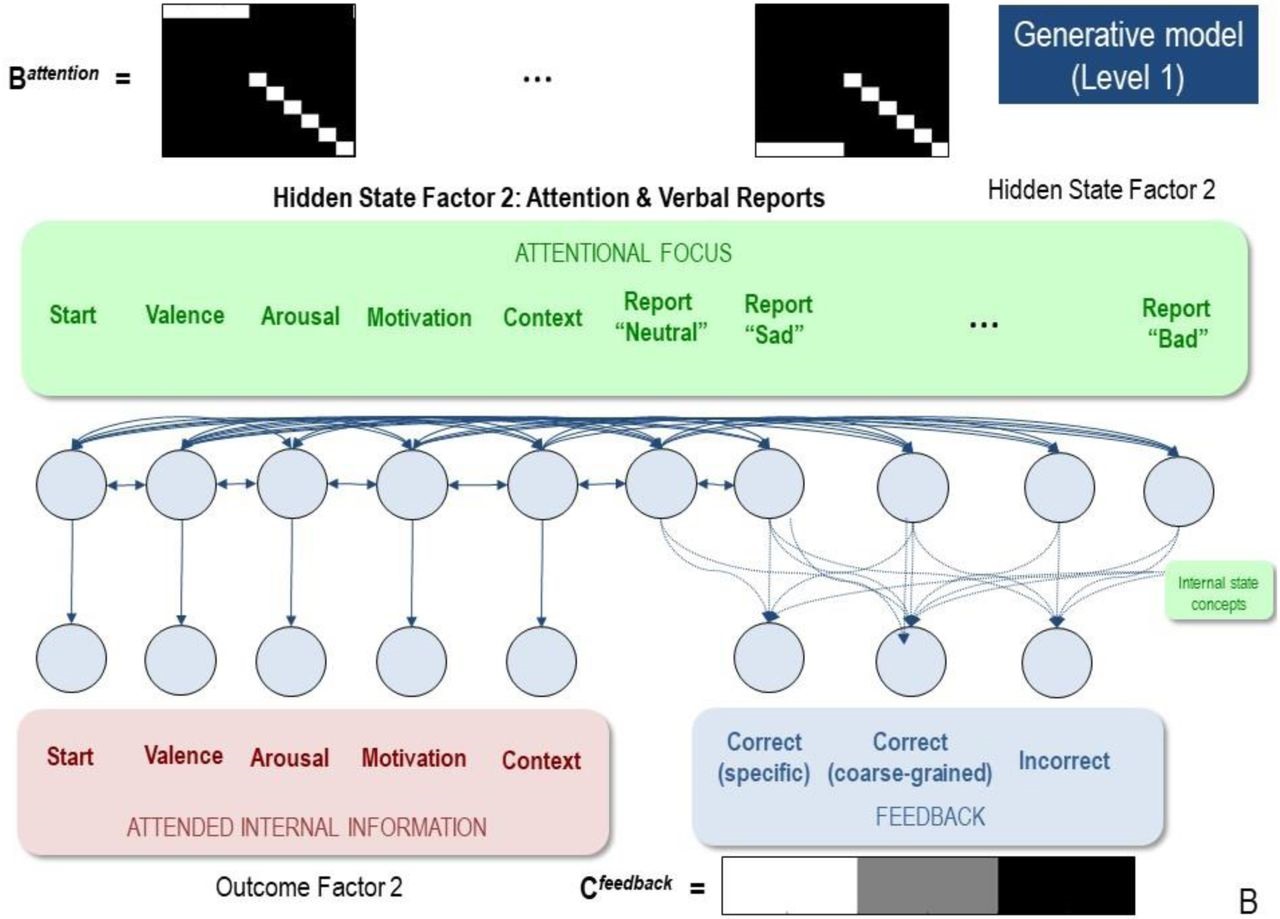 B^attention =
...
Generative model
(Level 1)
Hidden State Factor 2: Attention & Verbal Reports
Hidden State Factor 2
ATTENTIONAL FOCUS
Start
Valence
Arousal
Motivation
Context
Report
“Neutral”
Report
“Sad”
...
Report
“Bad”
Internal state
concepts
Start
Valence
Arousal
Motivation
Context
ATTENDED INTERNAL INFORMATION
Correct
(specific)
Correct
(coarse-grained)
Incorrect
FEEDBACK
Outcome Factor 2
C^feedback =
B